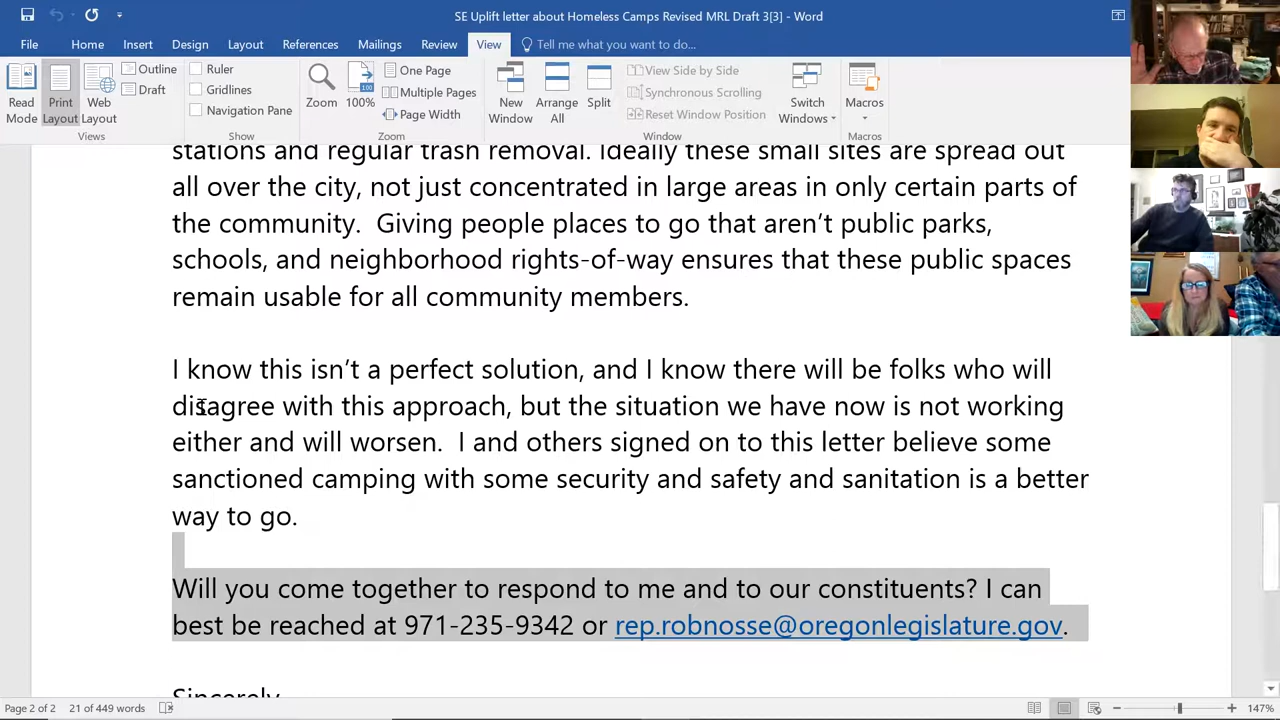 SE Uplift letter about Homeless Camps Revised MRL Draft 3[3] - Word
File Home Insert Design Layout References Mailings Review View Tell me what you want to do...
Read Mode
Print Layout
Web Layout
Outline
Draft
Views
Ruler
Gridlines
Navigation Pane
Show
Zoom
100
100%
One Page
Multiple Pages
Page Width
Zoom
New Window
Arrange All
Split
View Side by Side
Synchronous Scrolling
Reset Window Position
Window
Switch Windows
Macros
Macros
stations and regular trash removal. Ideally these small sites are spread out
all over the city, not just concentrated in large areas in only certain parts of
the community.  Giving people places to go that aren’t public parks,
schools, and neighborhood rights-of-way ensures that these public spaces
remain usable for all community members.
I know this isn’t a perfect solution, and I know there will be folks who will
disagree with this approach, but the situation we have now is not working
either and will worsen.  I and others signed on to this letter believe some
sanctioned camping with some security and safety and sanitation is a better
way to go.
Will you come together to respond to me and to our constituents? I can
best be reached at 971-235-9342 or rep.robnosse@oregonlegislature.gov.
Sincerely
Page 2 of 2 21 of 449 words 147%